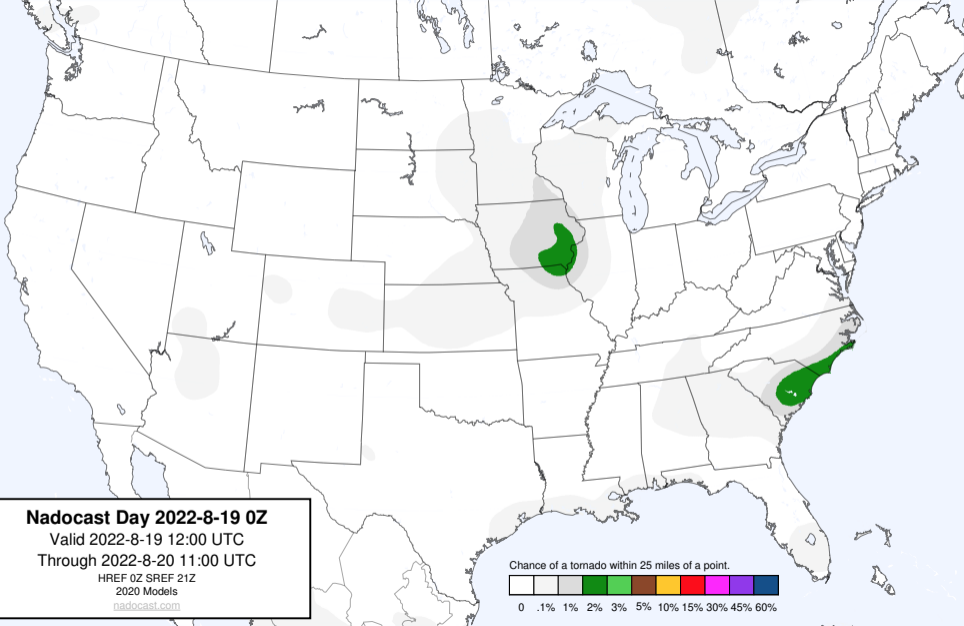 Nadocast Day 2022-8-19 0Z
Valid 2022-8-19 12:00 UTC
Through 2022-8-20 11:00 UTC
HREF 0Z SREF 21Z
2020 Models
nadocast.com
Chance of a tornado within 25 miles of a point.
0 .1% 1% 2% 3% 5% 10% 15% 30% 45% 60%